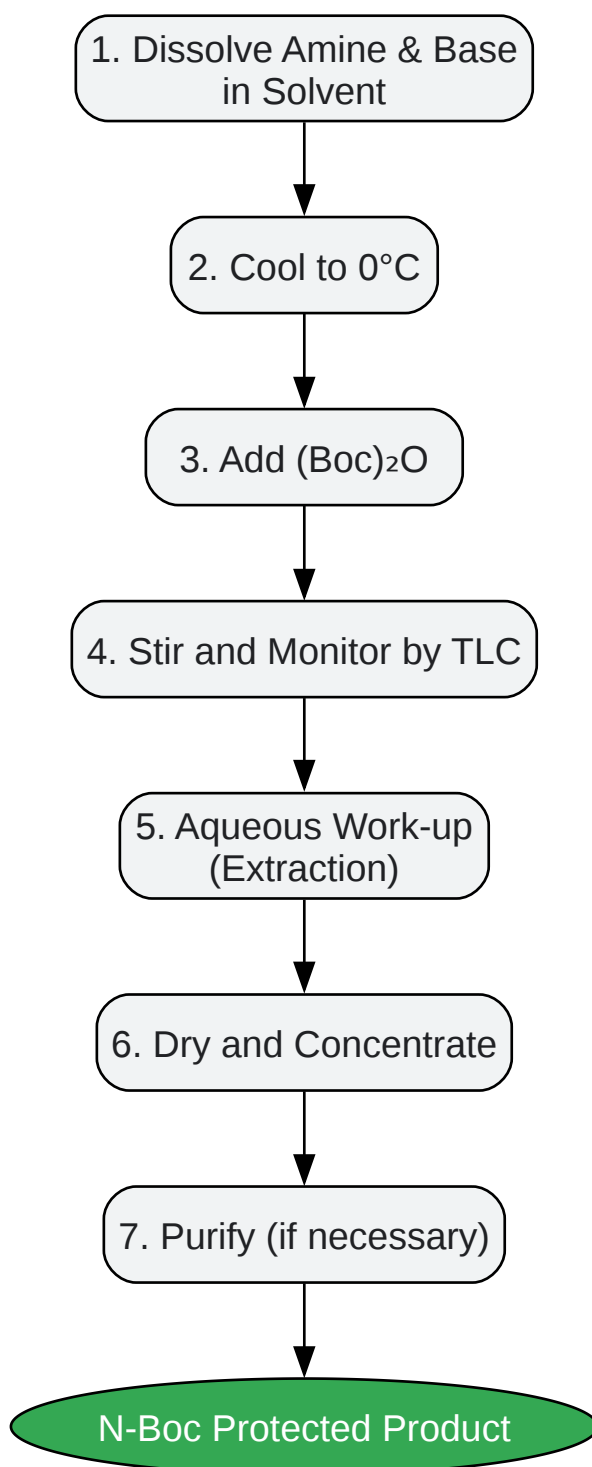 1. Dissolve Amine & Base
in Solvent
2. Cool to 0°C
3. Add (Boc)₂O
4. Stir and Monitor by TLC
5. Aqueous Work-up
(Extraction)
6. Dry and Concentrate
7. Purify (if necessary)
N-Boc Protected Product